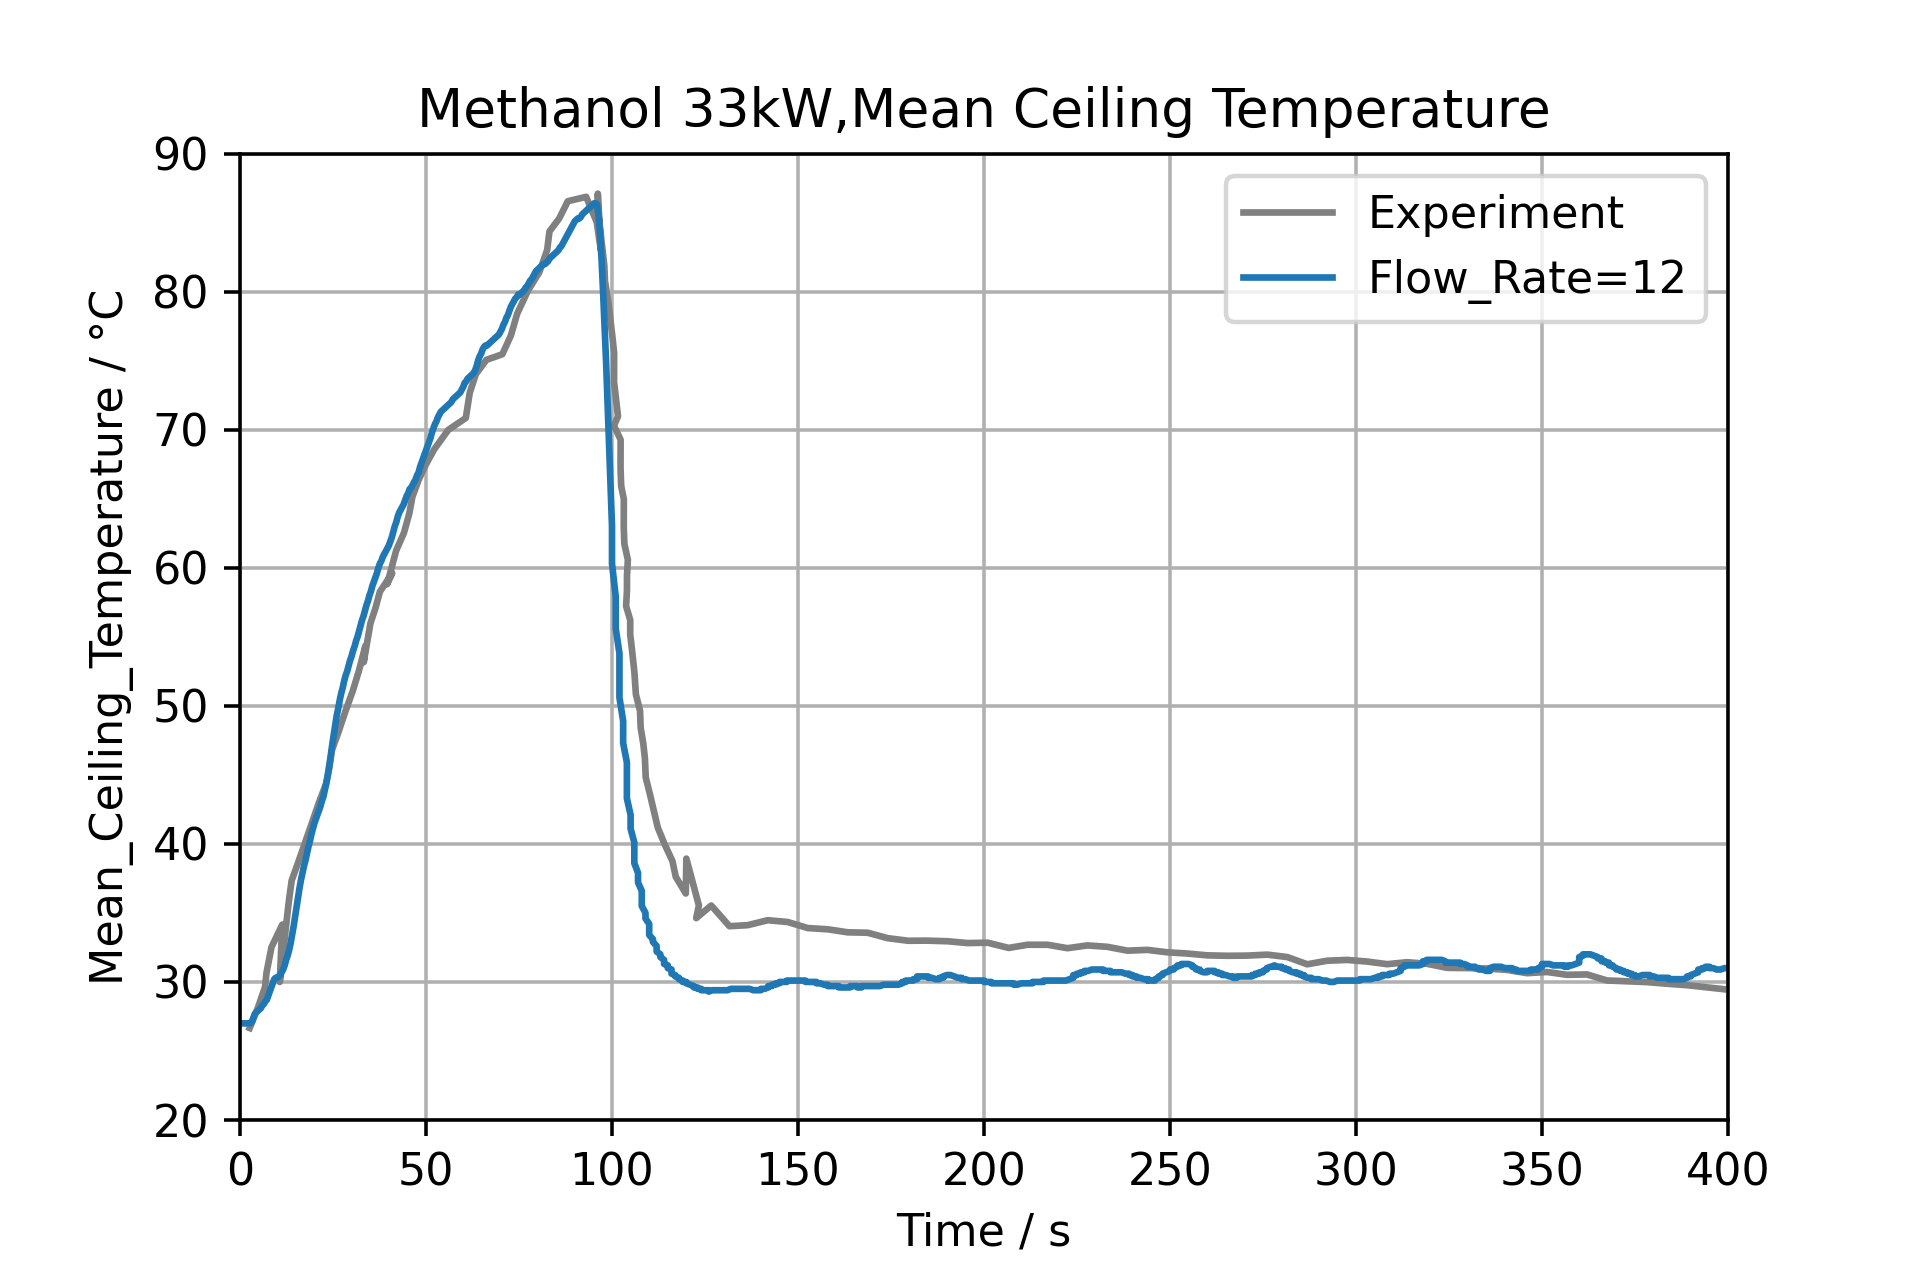 Methanol 33kW,Mean Ceiling Temperature
Mean_Ceiling_Temperature / °C
90
80
70
60
50
40
30
20
Experiment
Flow_Rate=12
0 50 100 150 200 250 300 350 400
Time / s